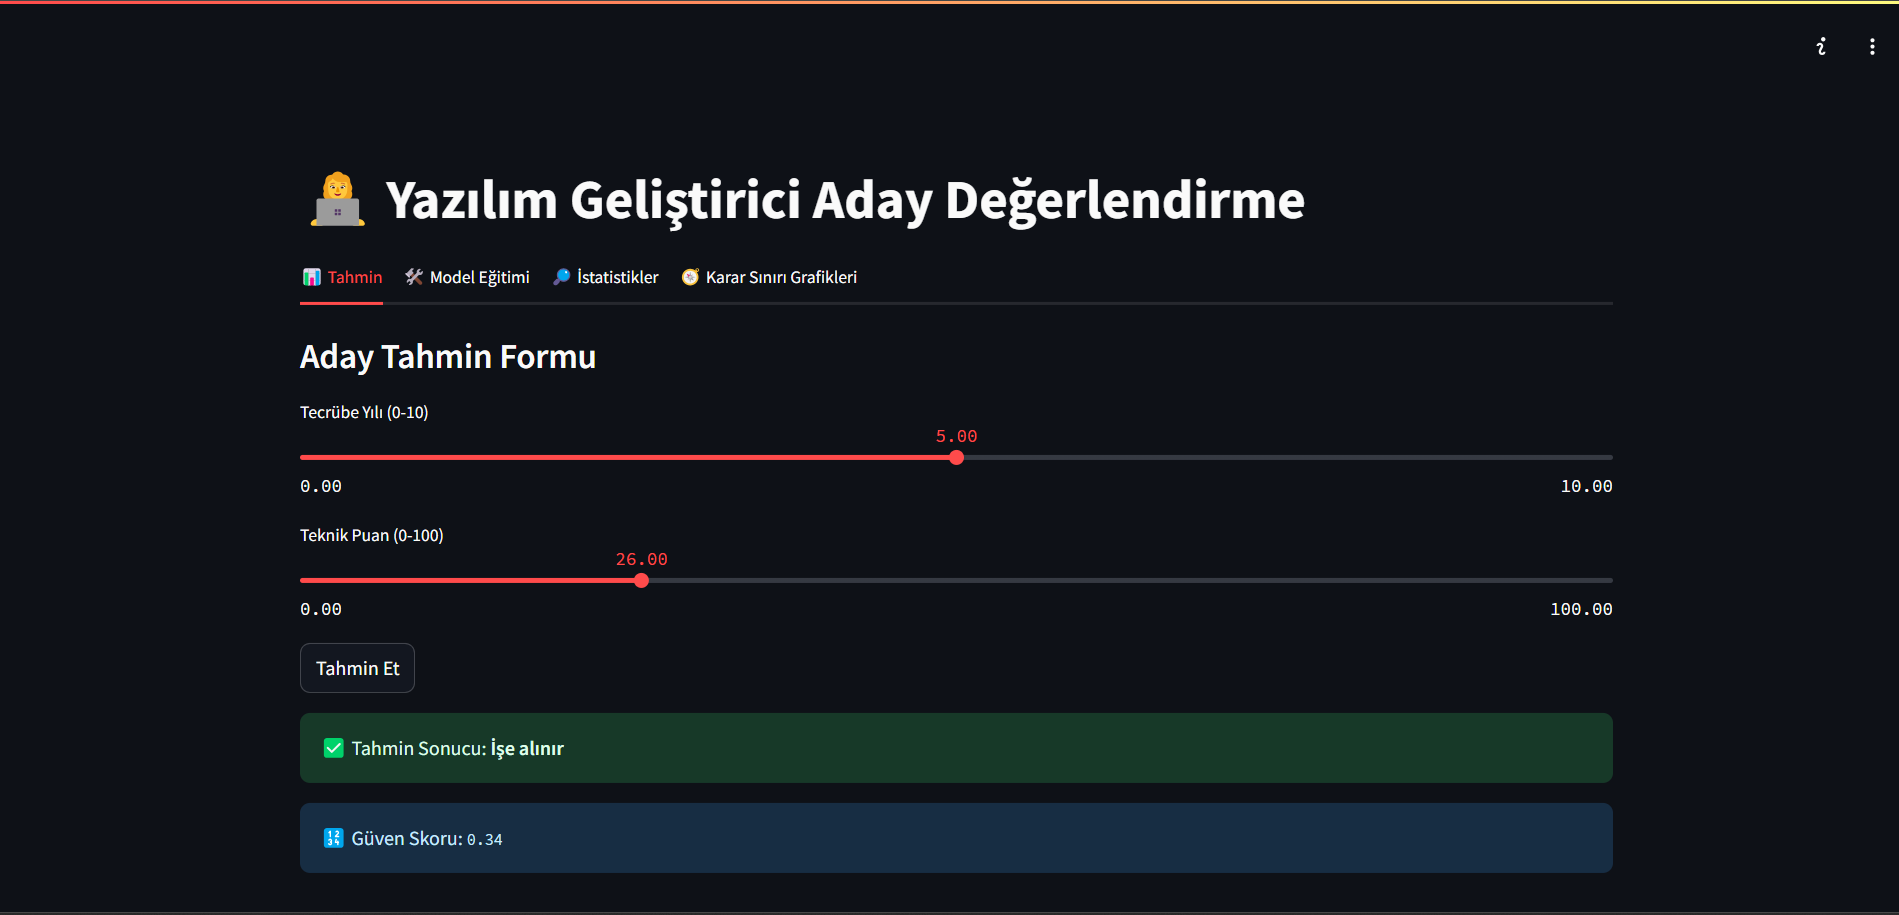 Yazılım Geliştirici Aday Değerlendirme
Tahmin Model Eğitimi İstatistikler Karar Sınırı Grafikleri
Aday Tahmin Formu
Tecrübe Yılı (0-10)
5.00
0.00 10.00
Teknik Puan (0-100)
26.00
0.00 100.00
Tahmin Et
Tahmin Sonucu: İşe alınır
Güven Skoru: 0.34